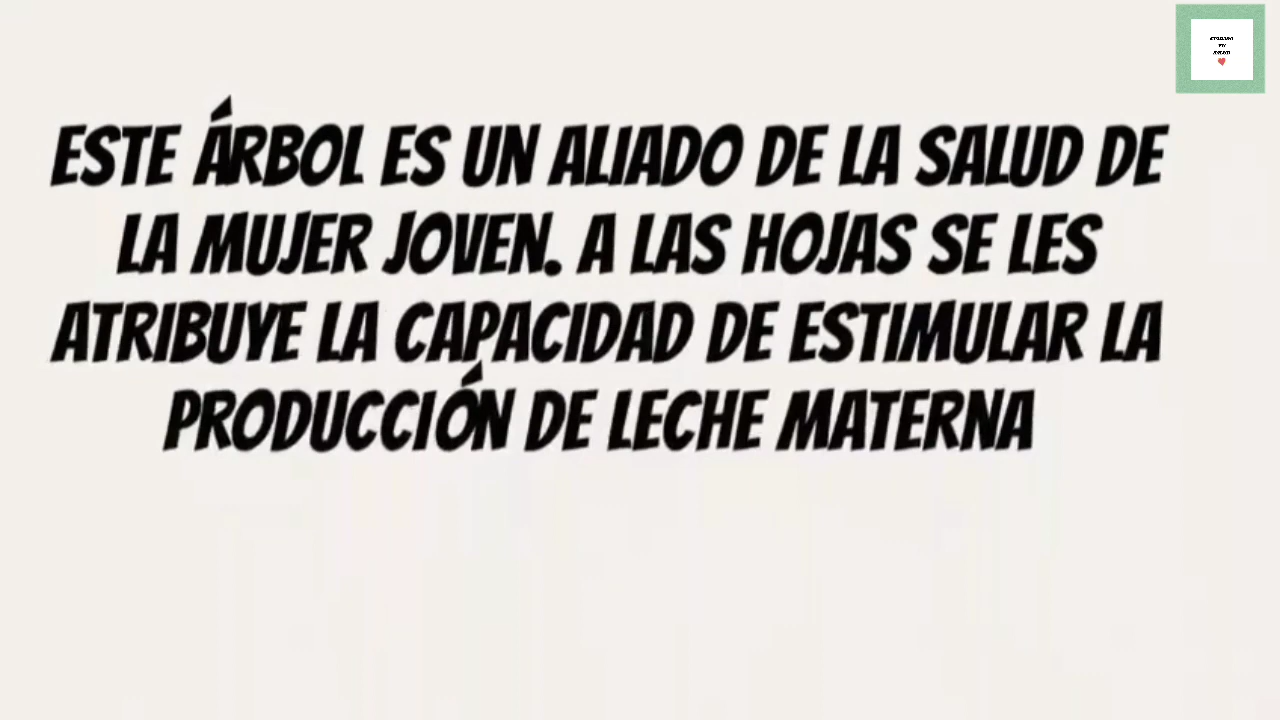 ESTE ÁRBOL ES UN ALIADO DE LA SALUD DE
LA MUJER JOVEN. A LAS HOJAS SE LES
ATRIBUYE LA CAPACIDAD DE ESTIMULAR LA
PRODUCCIÓN DE LECHE MATERNA